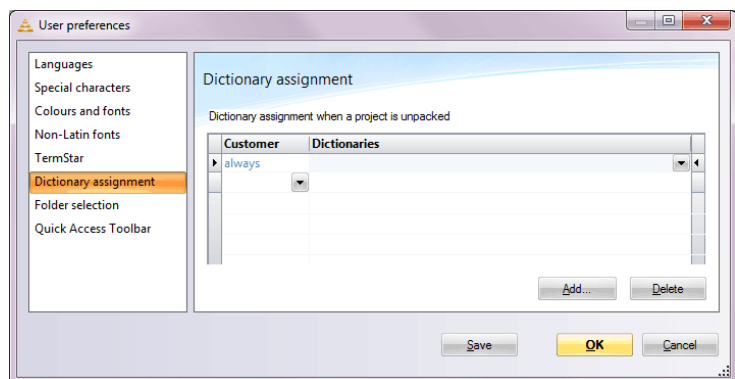 User preferences
Languages
Special characters
Colours and fonts
Non-Latin fonts
TermStar
Dictionary assignment
Folder selection
Quick Access Toolbar
Dictionary assignment
Dictionary assignment when a project is unpacked
Customer Dictionaries
always
Add... Delete
Save OK Cancel